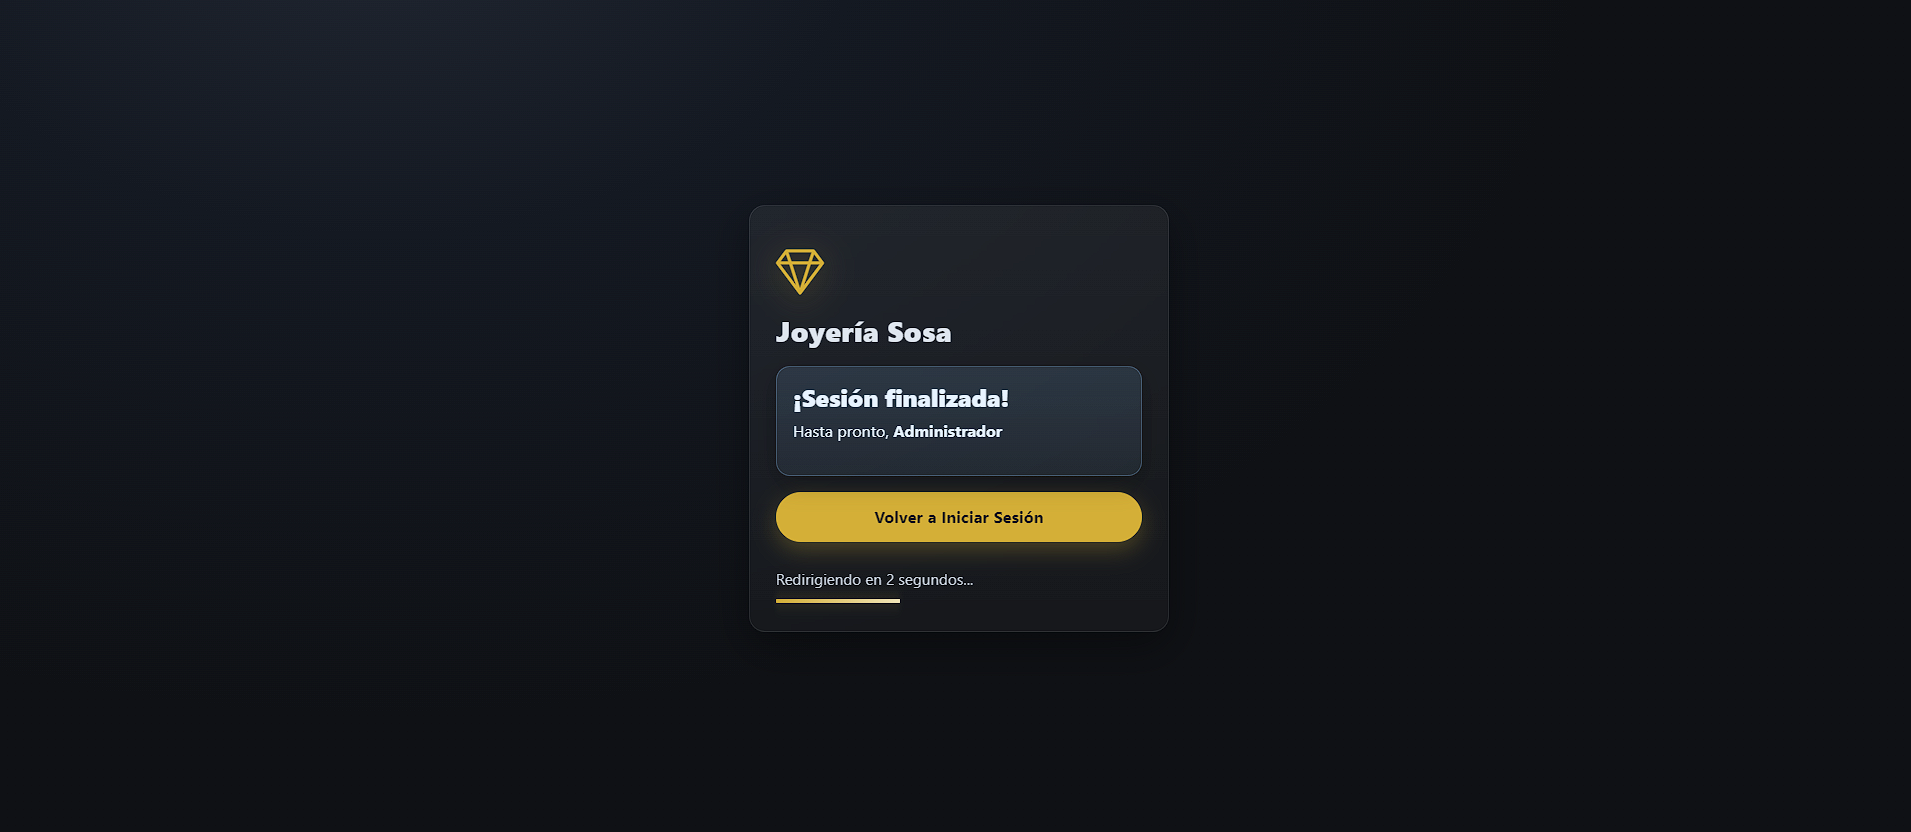 Joyería Sosa
¡Sesión finalizada!
Hasta pronto, Administrador
Volver a Iniciar Sesión
Redirigiendo en 2 segundos...